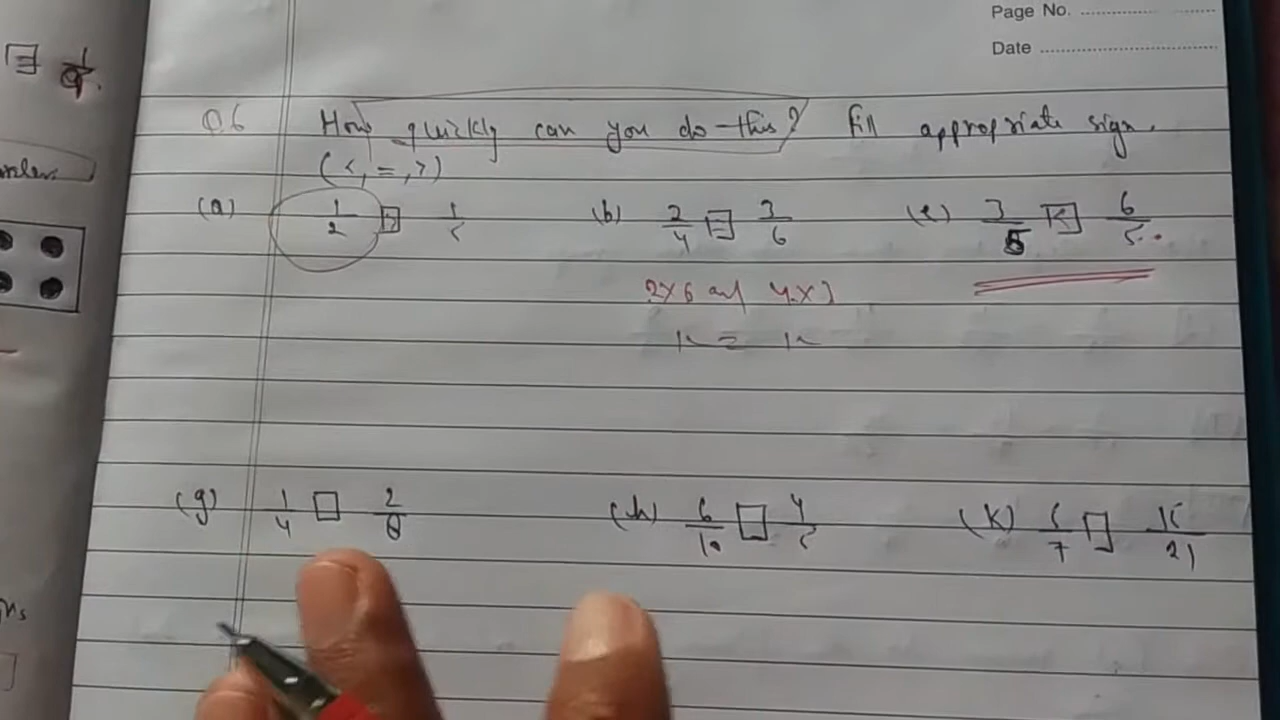 Page No.
Date
Q6 How quickly can you do this? Fill appropriate sign.
(<, =, >)
(a) 1/2 > 1/5 (b) 2/4 = 3/6 (e) 3/5 < 6/5
2×6 and 4×3
12 = 12
(g) 1/4 □ 2/8 (h) 6/10 □ 4/5 (k) 5/7 □ 15/21